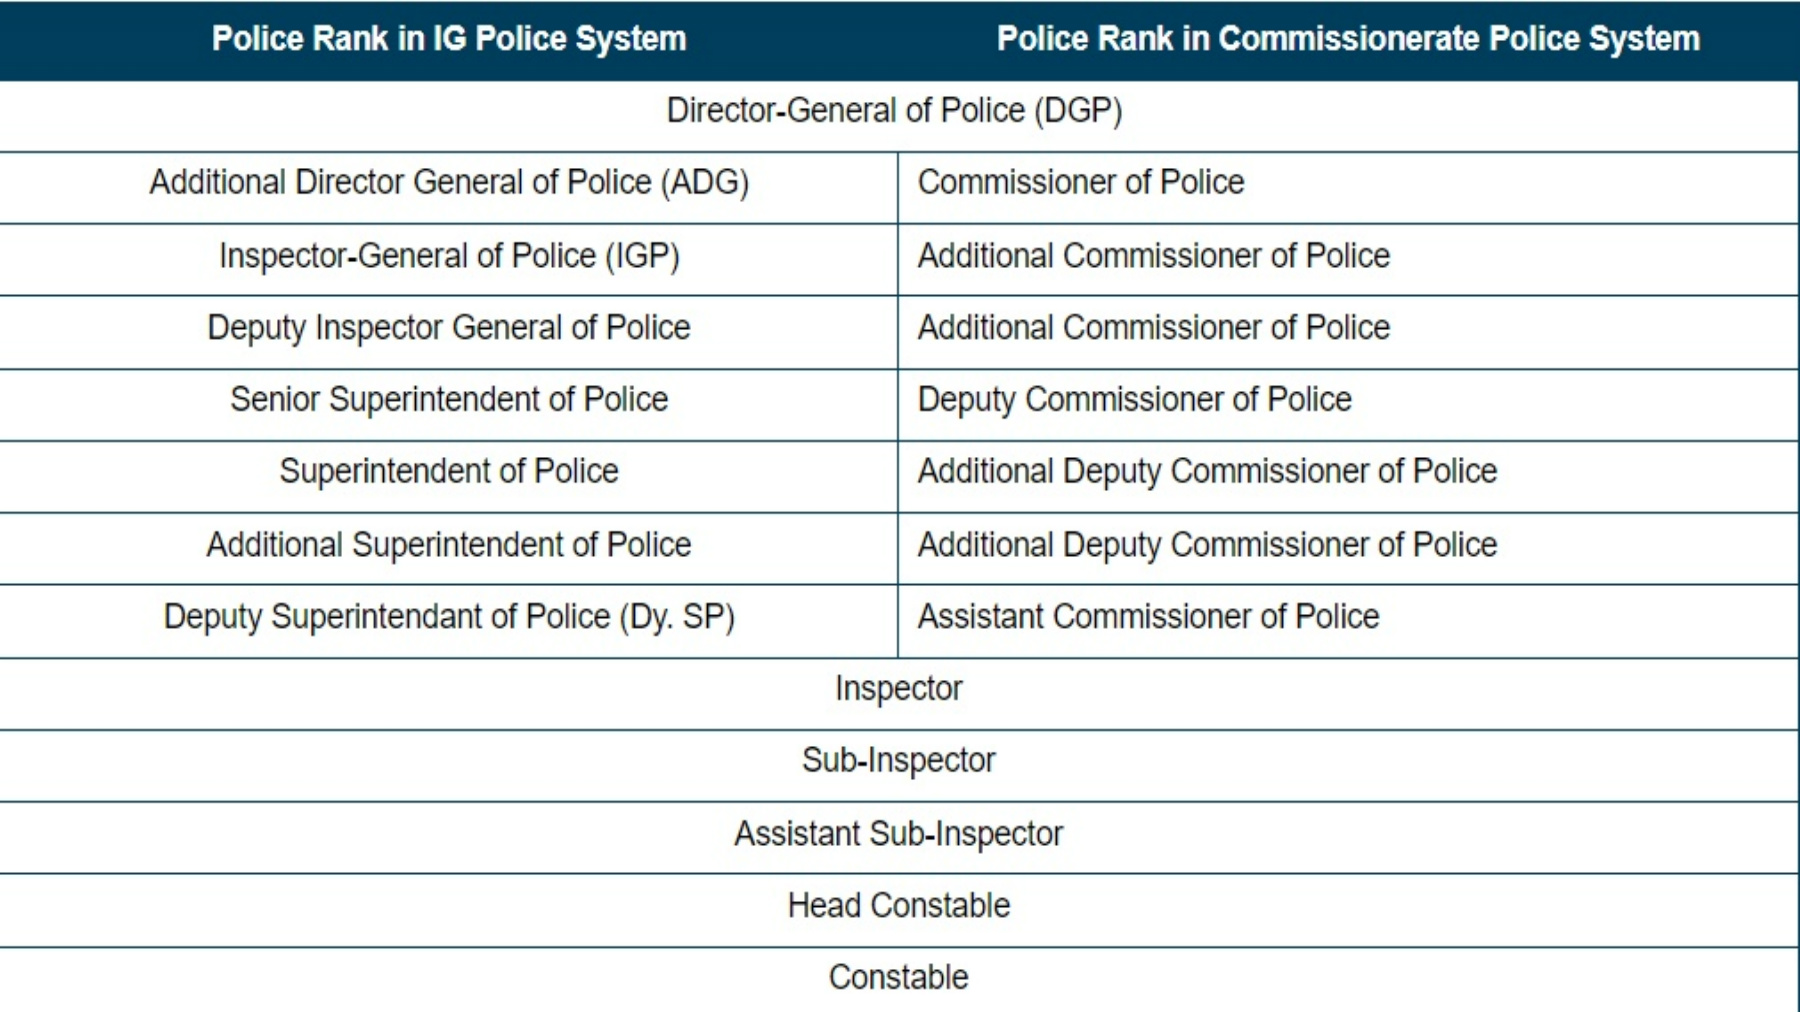 Police Rank in IG Police System Police Rank in Commissionerate Police System
Director-General of Police (DGP)
Additional Director General of Police (ADG) Commissioner of Police
Inspector-General of Police (IGP) Additional Commissioner of Police
Deputy Inspector General of Police Additional Commissioner of Police
Senior Superintendent of Police Deputy Commissioner of Police
Superintendent of Police Additional Deputy Commissioner of Police
Additional Superintendent of Police Additional Deputy Commissioner of Police
Deputy Superintendant of Police (Dy. SP) Assistant Commissioner of Police
Inspector
Sub-Inspector
Assistant Sub-Inspector
Head Constable
Constable